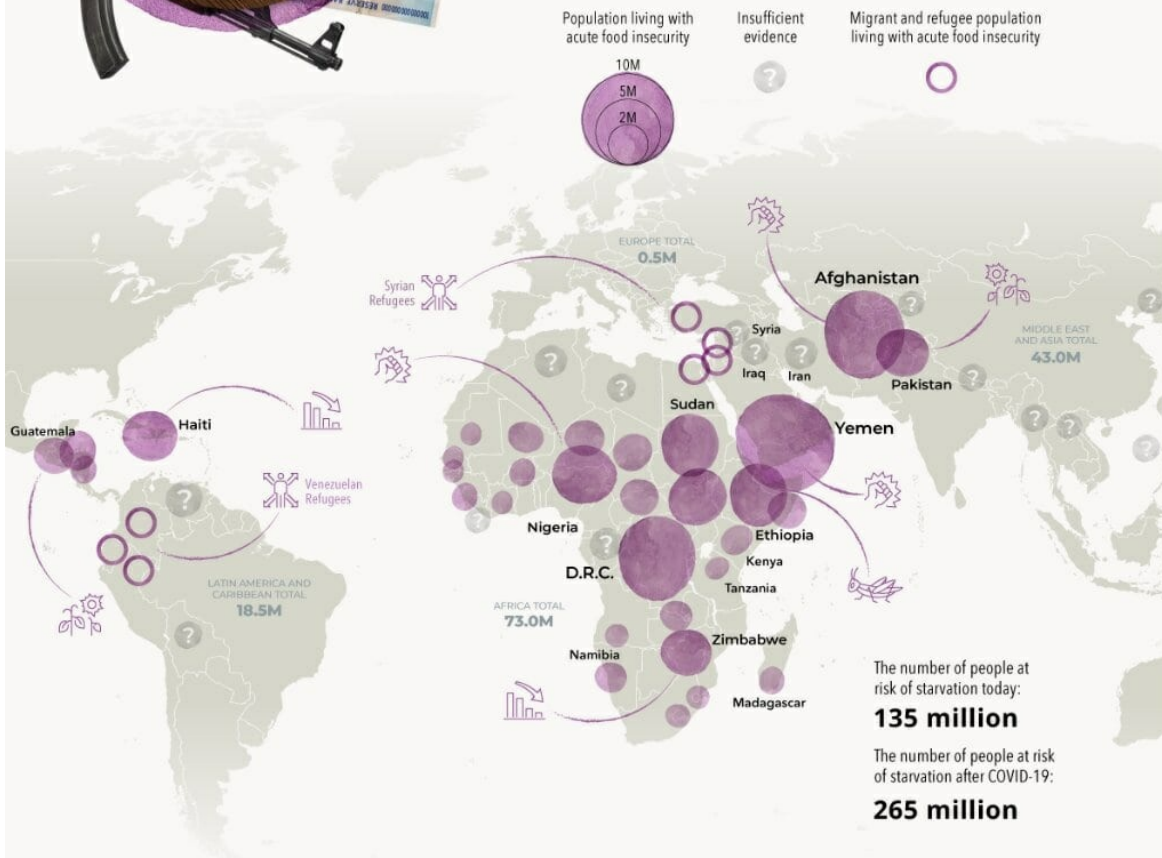 Population living with
acute food insecurity
Insufficient
evidence
Migrant and refugee population
living with acute food insecurity
10M
5M
2M
?
EUROPE TOTAL
0.5M
Syrian
Refugees
Afghanistan
?
?
Syria
?
?
?
MIDDLE EAST
AND ASIA TOTAL
43.0M
?
?
Iraq
Iran
Pakistan
?
?
Sudan
Guatemala
Haiti
Yemen
?
?
?
Venezuelan
Refugees
?
?
Nigeria
Ethiopia
?
Kenya
D.R.C.
Tanzania
LATIN AMERICA AND
CARIBBEAN TOTAL
18.5M
AFRICA TOTAL
73.0M
?
Zimbabwe
Namibia
Madagascar
The number of people at
risk of starvation today:
135 million
The number of people at risk
of starvation after COVID-19:
265 million